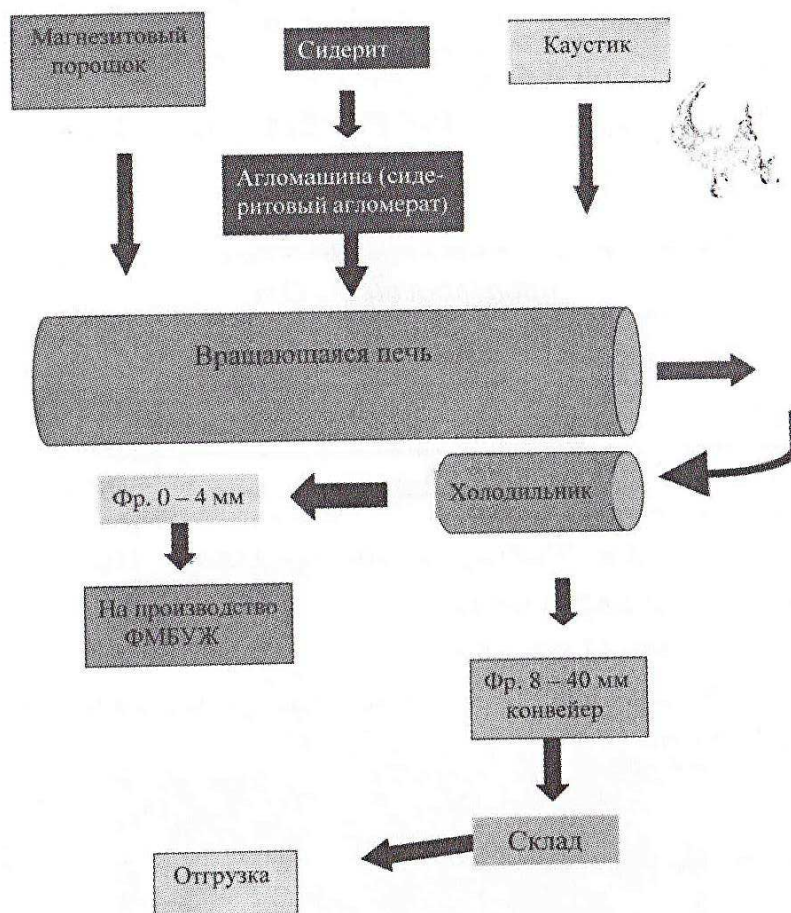 Магнезитовый
порошок
Сидерит
Каустик
Агломашина (сиде-
ритовый агломерат)
Вращающаяся печь
Холодильник
Фр. 0 – 4 мм
На производство
ФМБУЖ
Фр. 8 – 40 мм
конвейер
Склад
Отгрузка